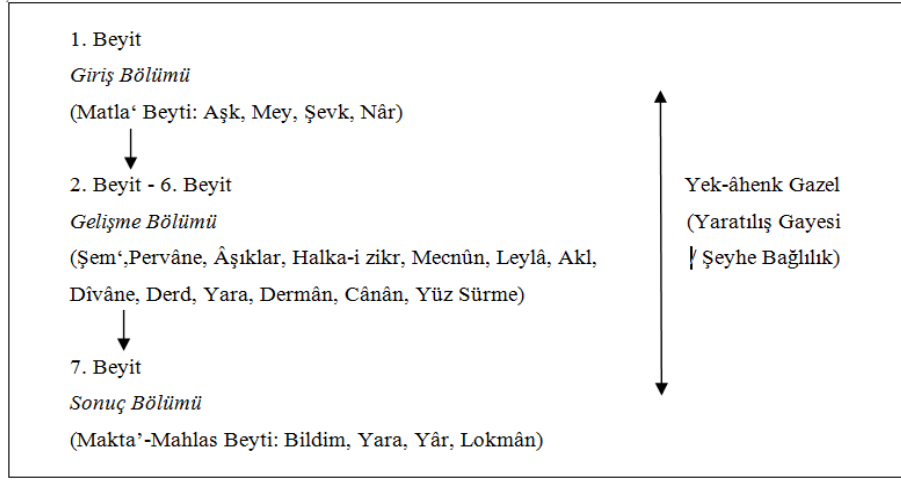 1. Beyit
Giriş Bölümü
(Matla‘ Beyti: Aşk, Mey, Şevk, Nâr)
2. Beyit - 6. Beyit
Gelişme Bölümü
(Şem‘,Pervâne, Âşıklar, Halka-i zikr, Mecnûn, Leylâ, Akl,
Dîvâne, Derd, Yara, Dermân, Cânân, Yüz Sürme)
7. Beyit
Sonuç Bölümü
(Makta’-Mahlas Beyti: Bildim, Yara, Yâr, Lokmân)
Yek-âhenk Gazel
(Yaratılış Gayesi
/ Şeyhe Bağlılık)